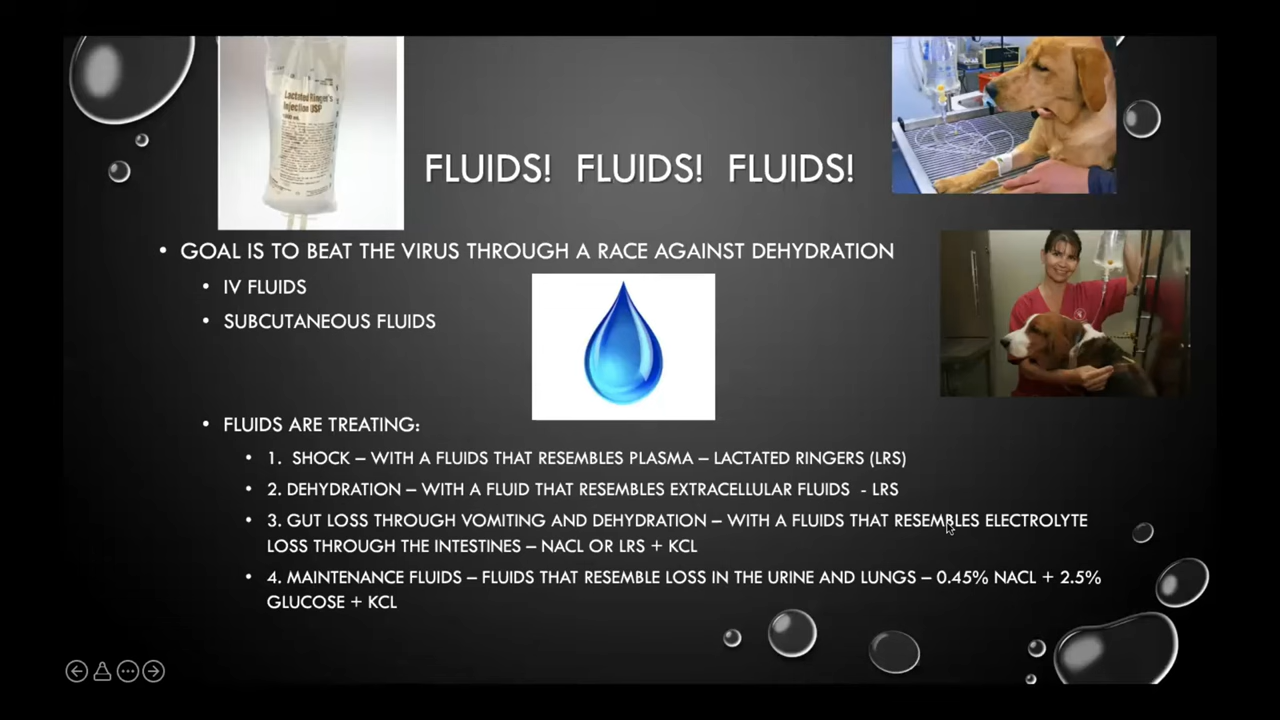 Lactated Ringer's
Injection USP
FLUIDS! FLUIDS! FLUIDS!
• GOAL IS TO BEAT THE VIRUS THROUGH A RACE AGAINST DEHYDRATION
• IV FLUIDS
• SUBCUTANEOUS FLUIDS
• FLUIDS ARE TREATING:
• 1. SHOCK – WITH A FLUIDS THAT RESEMBLES PLASMA – LACTATED RINGERS (LRS)
• 2. DEHYDRATION – WITH A FLUID THAT RESEMBLES EXTRACELLULAR FLUIDS - LRS
• 3. GUT LOSS THROUGH VOMITING AND DEHYDRATION – WITH A FLUIDS THAT RESEMBLES ELECTROLYTE
LOSS THROUGH THE INTESTINES – NACL OR LRS + KCL
• 4. MAINTENANCE FLUIDS – FLUIDS THAT RESEMBLE LOSS IN THE URINE AND LUNGS – 0.45% NACL + 2.5%
GLUCOSE + KCL